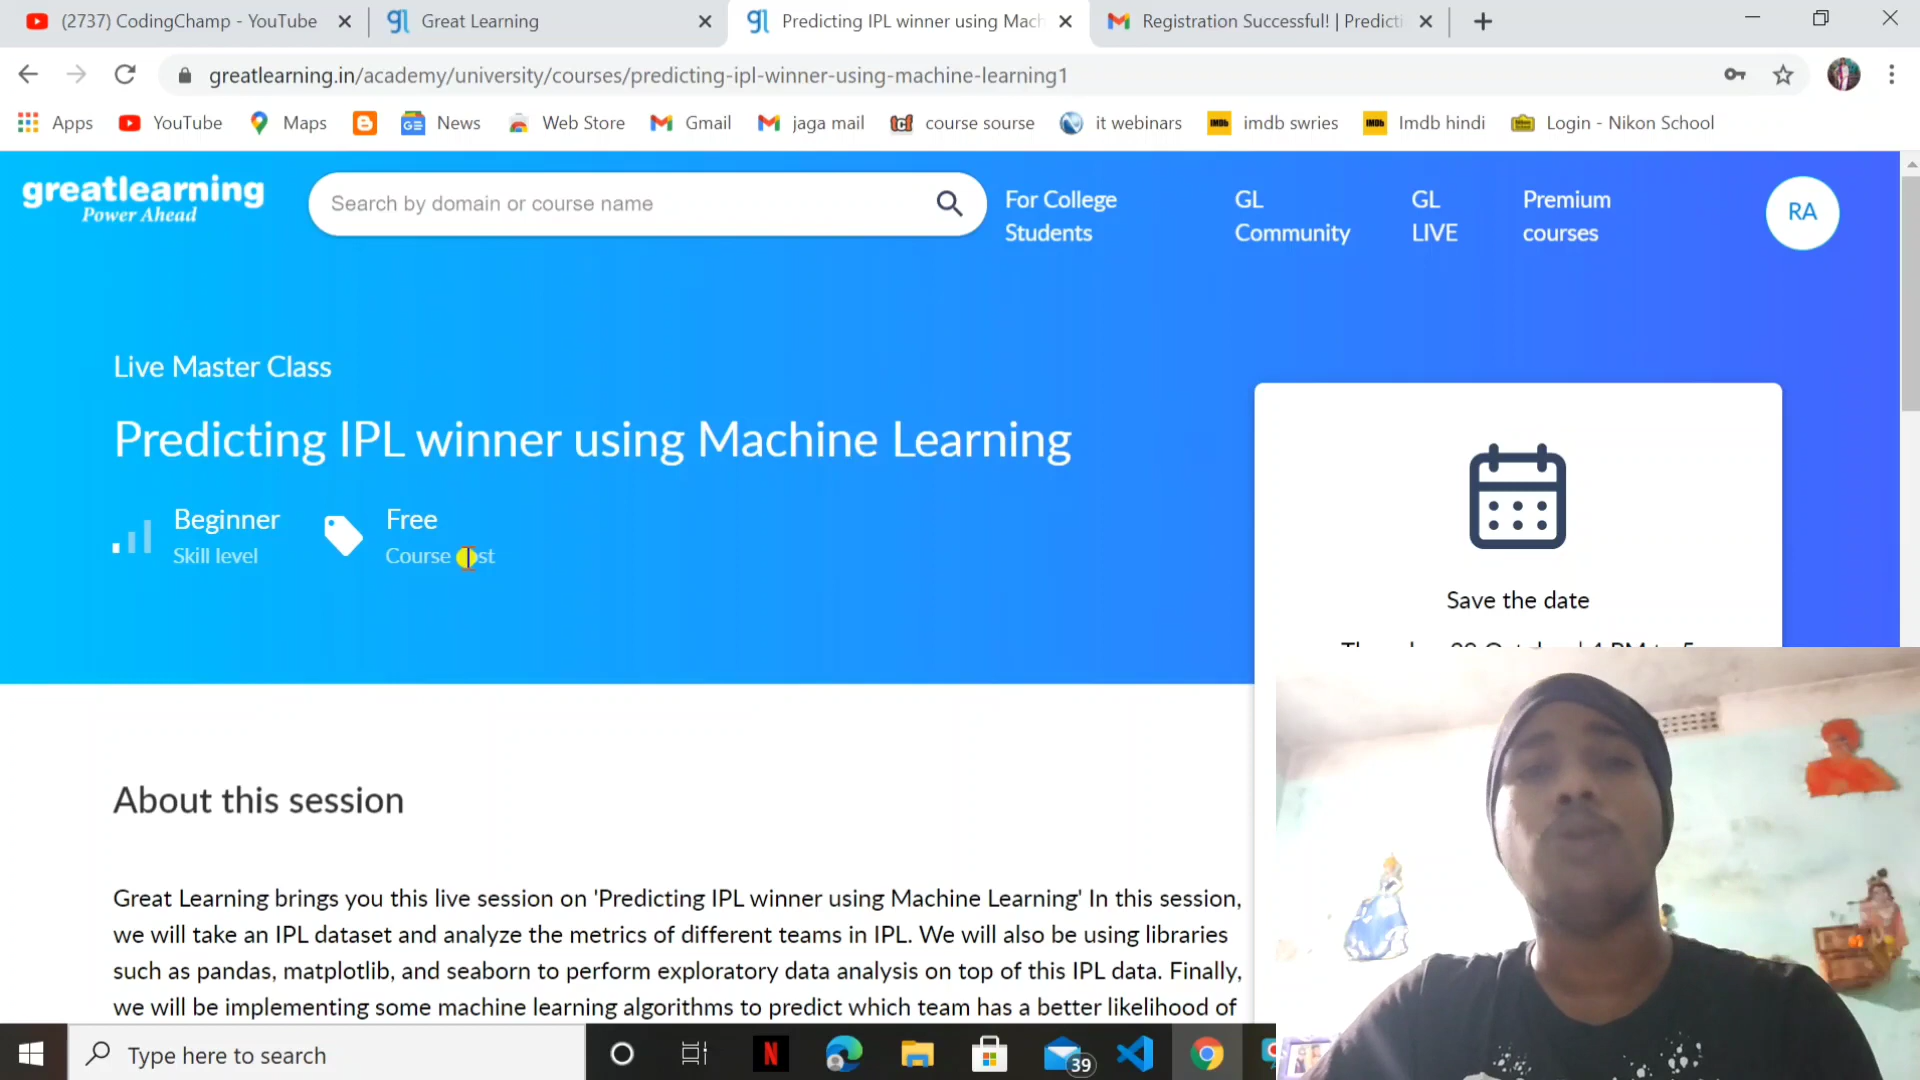 (2737) CodingChamp - YouTube
Great Learning
Predicting IPL winner using Mach
Registration Successful! | Predicti
greatlearning.in/academy/university/courses/predicting-ipl-winner-using-machine-learning1
Apps
YouTube
Maps
News
Web Store
Gmail
jaga mail
course sourse
it webinars
imdb swries
Imdb hindi
Login - Nikon School
greatlearning
Power Ahead
Search by domain or course name
For College
Students
GL
Community
GL
LIVE
Premium
courses
RA
Live Master Class
Predicting IPL winner using Machine Learning
Beginner
Skill level
Free
Course
Save the date
About this session
Great Learning brings you this live session on 'Predicting IPL winner using Machine Learning' In this session,
we will take an IPL dataset and analyze the metrics of different teams in IPL. We will also be using libraries
such as pandas, matplotlib, and seaborn to perform exploratory data analysis on top of this IPL data. Finally,
we will be implementing some machine learning algorithms to predict which team has a better likelihood of
Type here to search
39